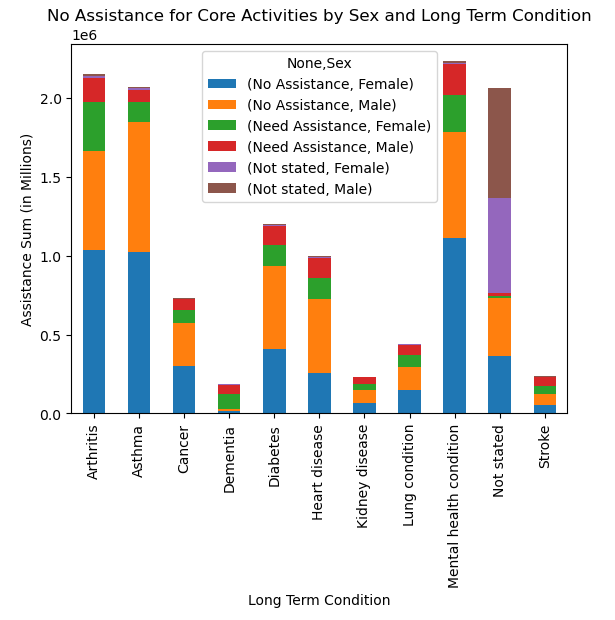 No Assistance for Core Activities by Sex and Long Term Condition
1e6
None,Sex
(No Assistance, Female)
(No Assistance, Male)
(Need Assistance, Female)
(Need Assistance, Male)
(Not stated, Female)
(Not stated, Male)
Assistance Sum (in Millions)
2.0
1.5
1.0
0.5
0.0
Arthritis
Asthma
Cancer
Dementia
Diabetes
Heart disease
Kidney disease
Lung condition
Mental health condition
Not stated
Stroke
Long Term Condition